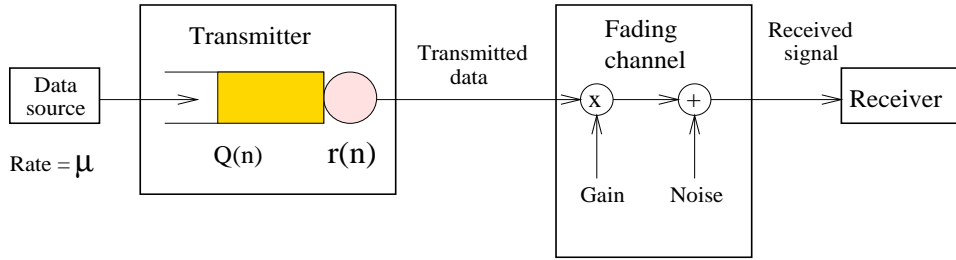 Data
source
Rate = μ
Transmitter
Q(n)
r(n)
Transmitted
data
Fading
channel
x
+
Gain
Noise
Received
signal
Receiver